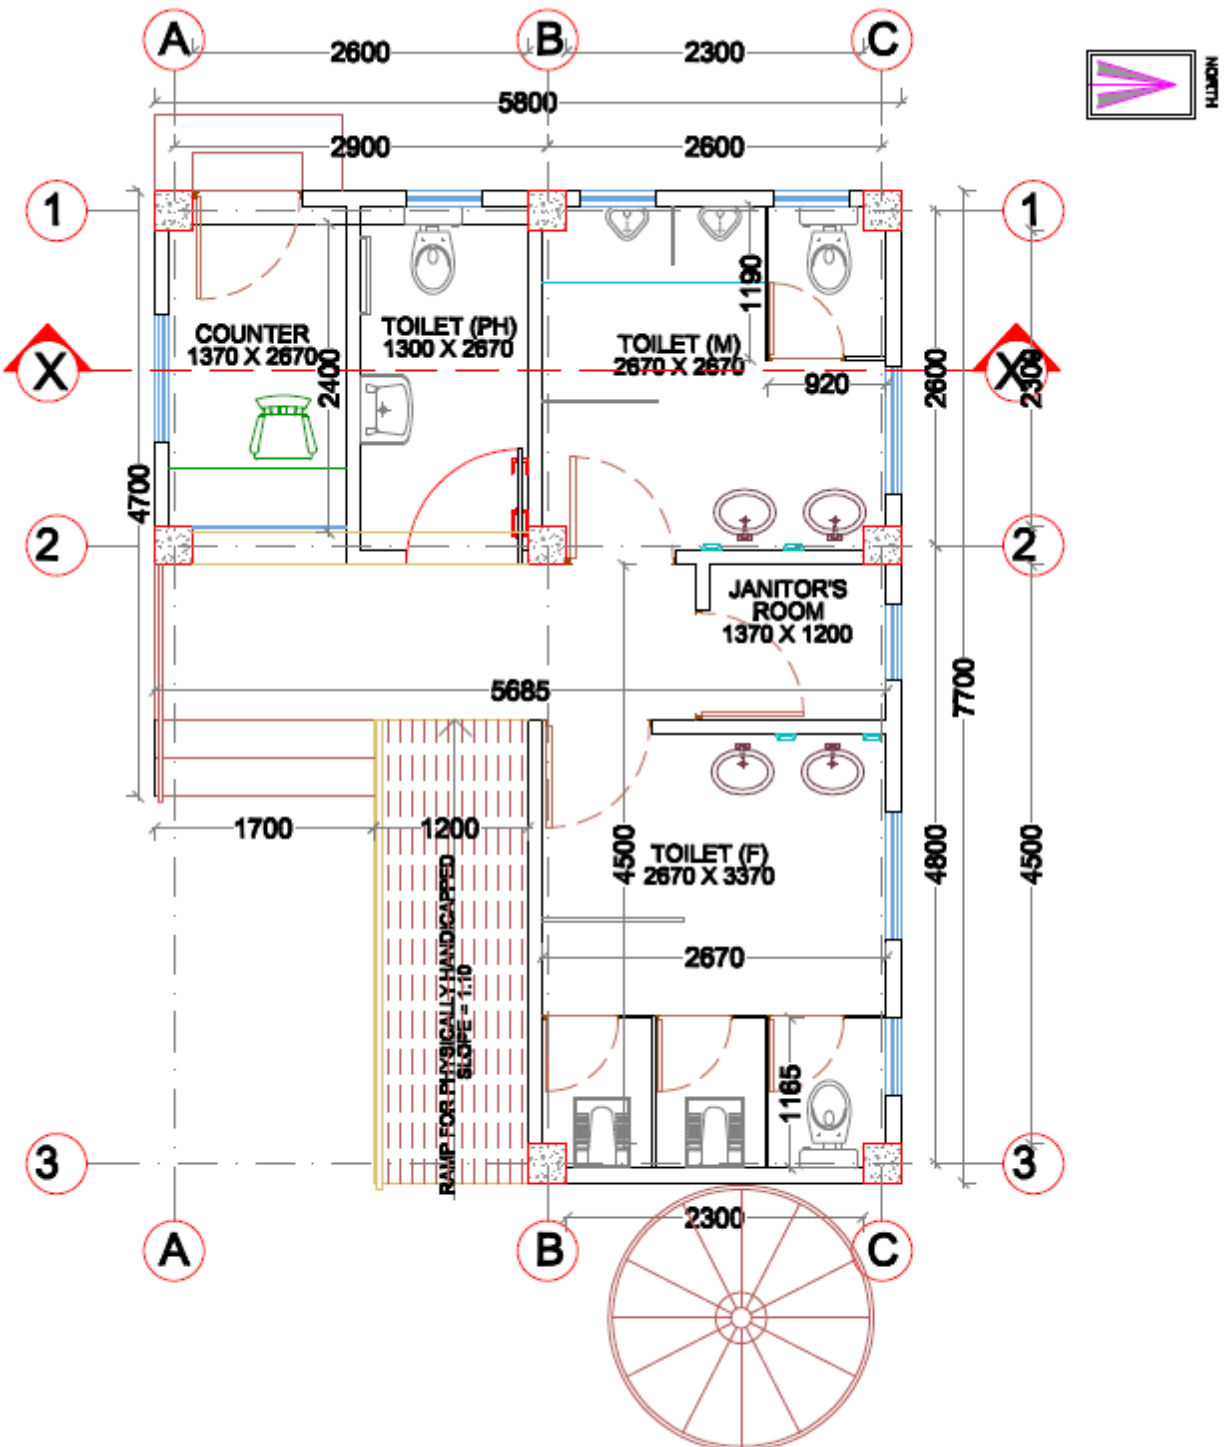 A
B
C
2600
2300
5800
2900
2600
NORTH
1
1
COUNTER
1370 X 2670
TOILET (PH)
1300 X 2670
TOILET (M)
2670 X 2670
1190
920
2400
2600
2300
X
X
4700
2
2
JANITOR'S
ROOM
1370 X 1200
5685
7700
1700
1200
4500
TOILET (F)
2670 X 3370
4800
4500
RAMP FOR PHYSICALLY HANDICAPPED
SLOPE = 1:10
2670
1165
3
3
2300
A
B
C